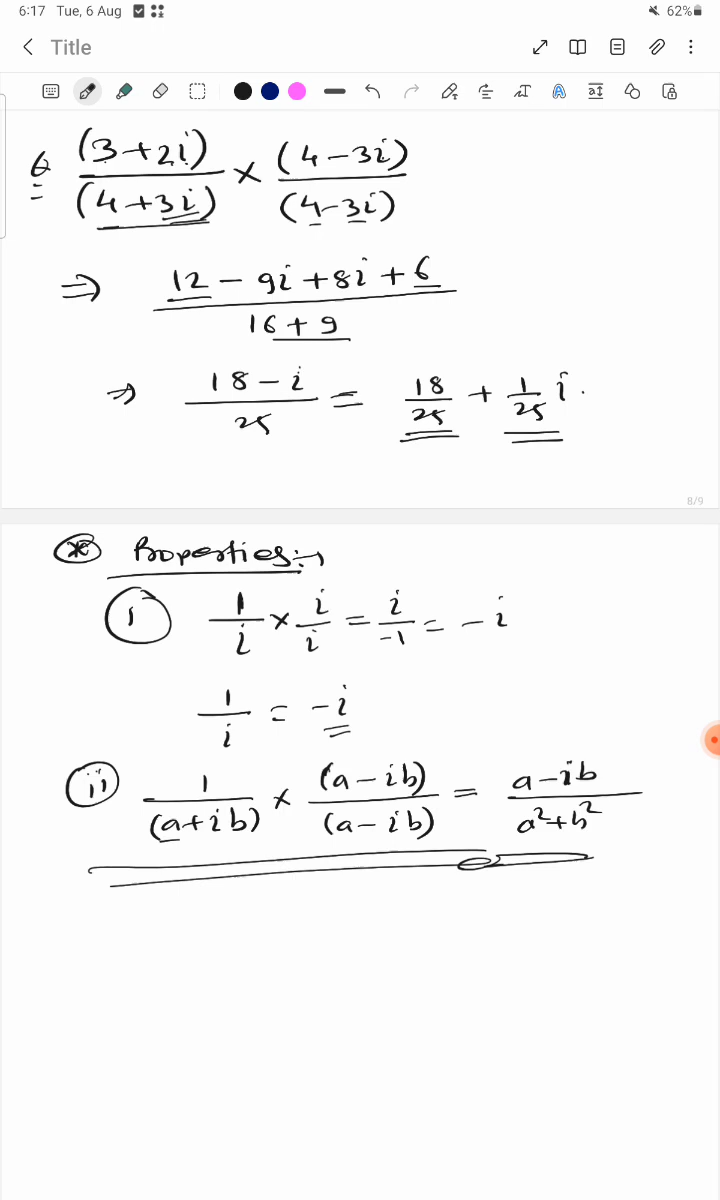 6:17 Tue, 6 Aug 62%
Title
6 (3+2i)/(4+3i) × (4-3i)/(4-3i)
⇒ (12 - 9i + 8i + 6)/(16 + 9)
⇒ (18 - i)/25 = 18/25 + 1/25 i.
8/9
* Properties:→
(i) 1/i × i/i = i/-1 = -i
1/i = -i
(ii) 1/(a+ib) × (a-ib)/(a-ib) = (a-ib)/(a²+b²)